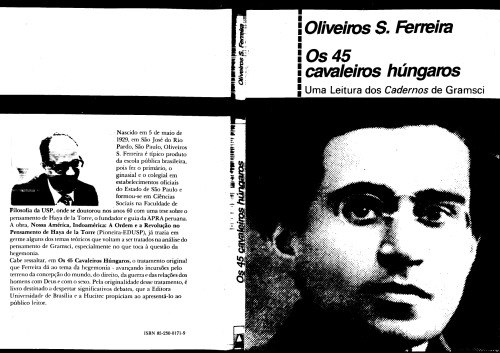 Nascido em 5 de maio de
1929, em São José do Rio
Pardo, São Paulo, Oliveiros
S. Ferreira é típico produto
da escola pública brasileira,
pois fez o primário, o
ginasial e o colegial em
estabelecimentos oficiais
do Estado de São Paulo e
formou-se em Ciências
Sociais na Faculdade de
Filosofia da USP, onde se doutorou nos anos 60 com uma tese sobre o
pensamento de Haya de la Torre, o fundador e guia da APRA peruana.
A obra, Nossa América, Indoamérica: A Ordem e a Revolução no
Pensamento de Haya de la Torre (Pioneira-EDUSP), já trazia em
germe alguns dos temas teóricos que voltam a ser tratados na análise do
pensamento de Gramsci, especialmente no que toca à questão da
hegemonia.
Cabe ressaltar, em Os 45 Cavaleiros Húngaros, o tratamento original
que Ferreira dá ao tema da hegemonia - avançando incursões pelo
terreno da concepção do mundo, do direito, da guerra e das relações dos
homens com Deus e com o sexo. Pela originalidade desse tratamento, é
livro destinado a despertar significativos debates, que a Editora
Universidade de Brasília e a Hucitec propiciam ao apresentá-lo ao
público leitor.
ISBN 85-230-0171-9
Oliveiros S. Ferreira
Os 45 cavaleiros húngaros
Oliveiros S. Ferreira
Os 45
cavaleiros húngaros
Uma Leitura dos Cadernos de Gramsci